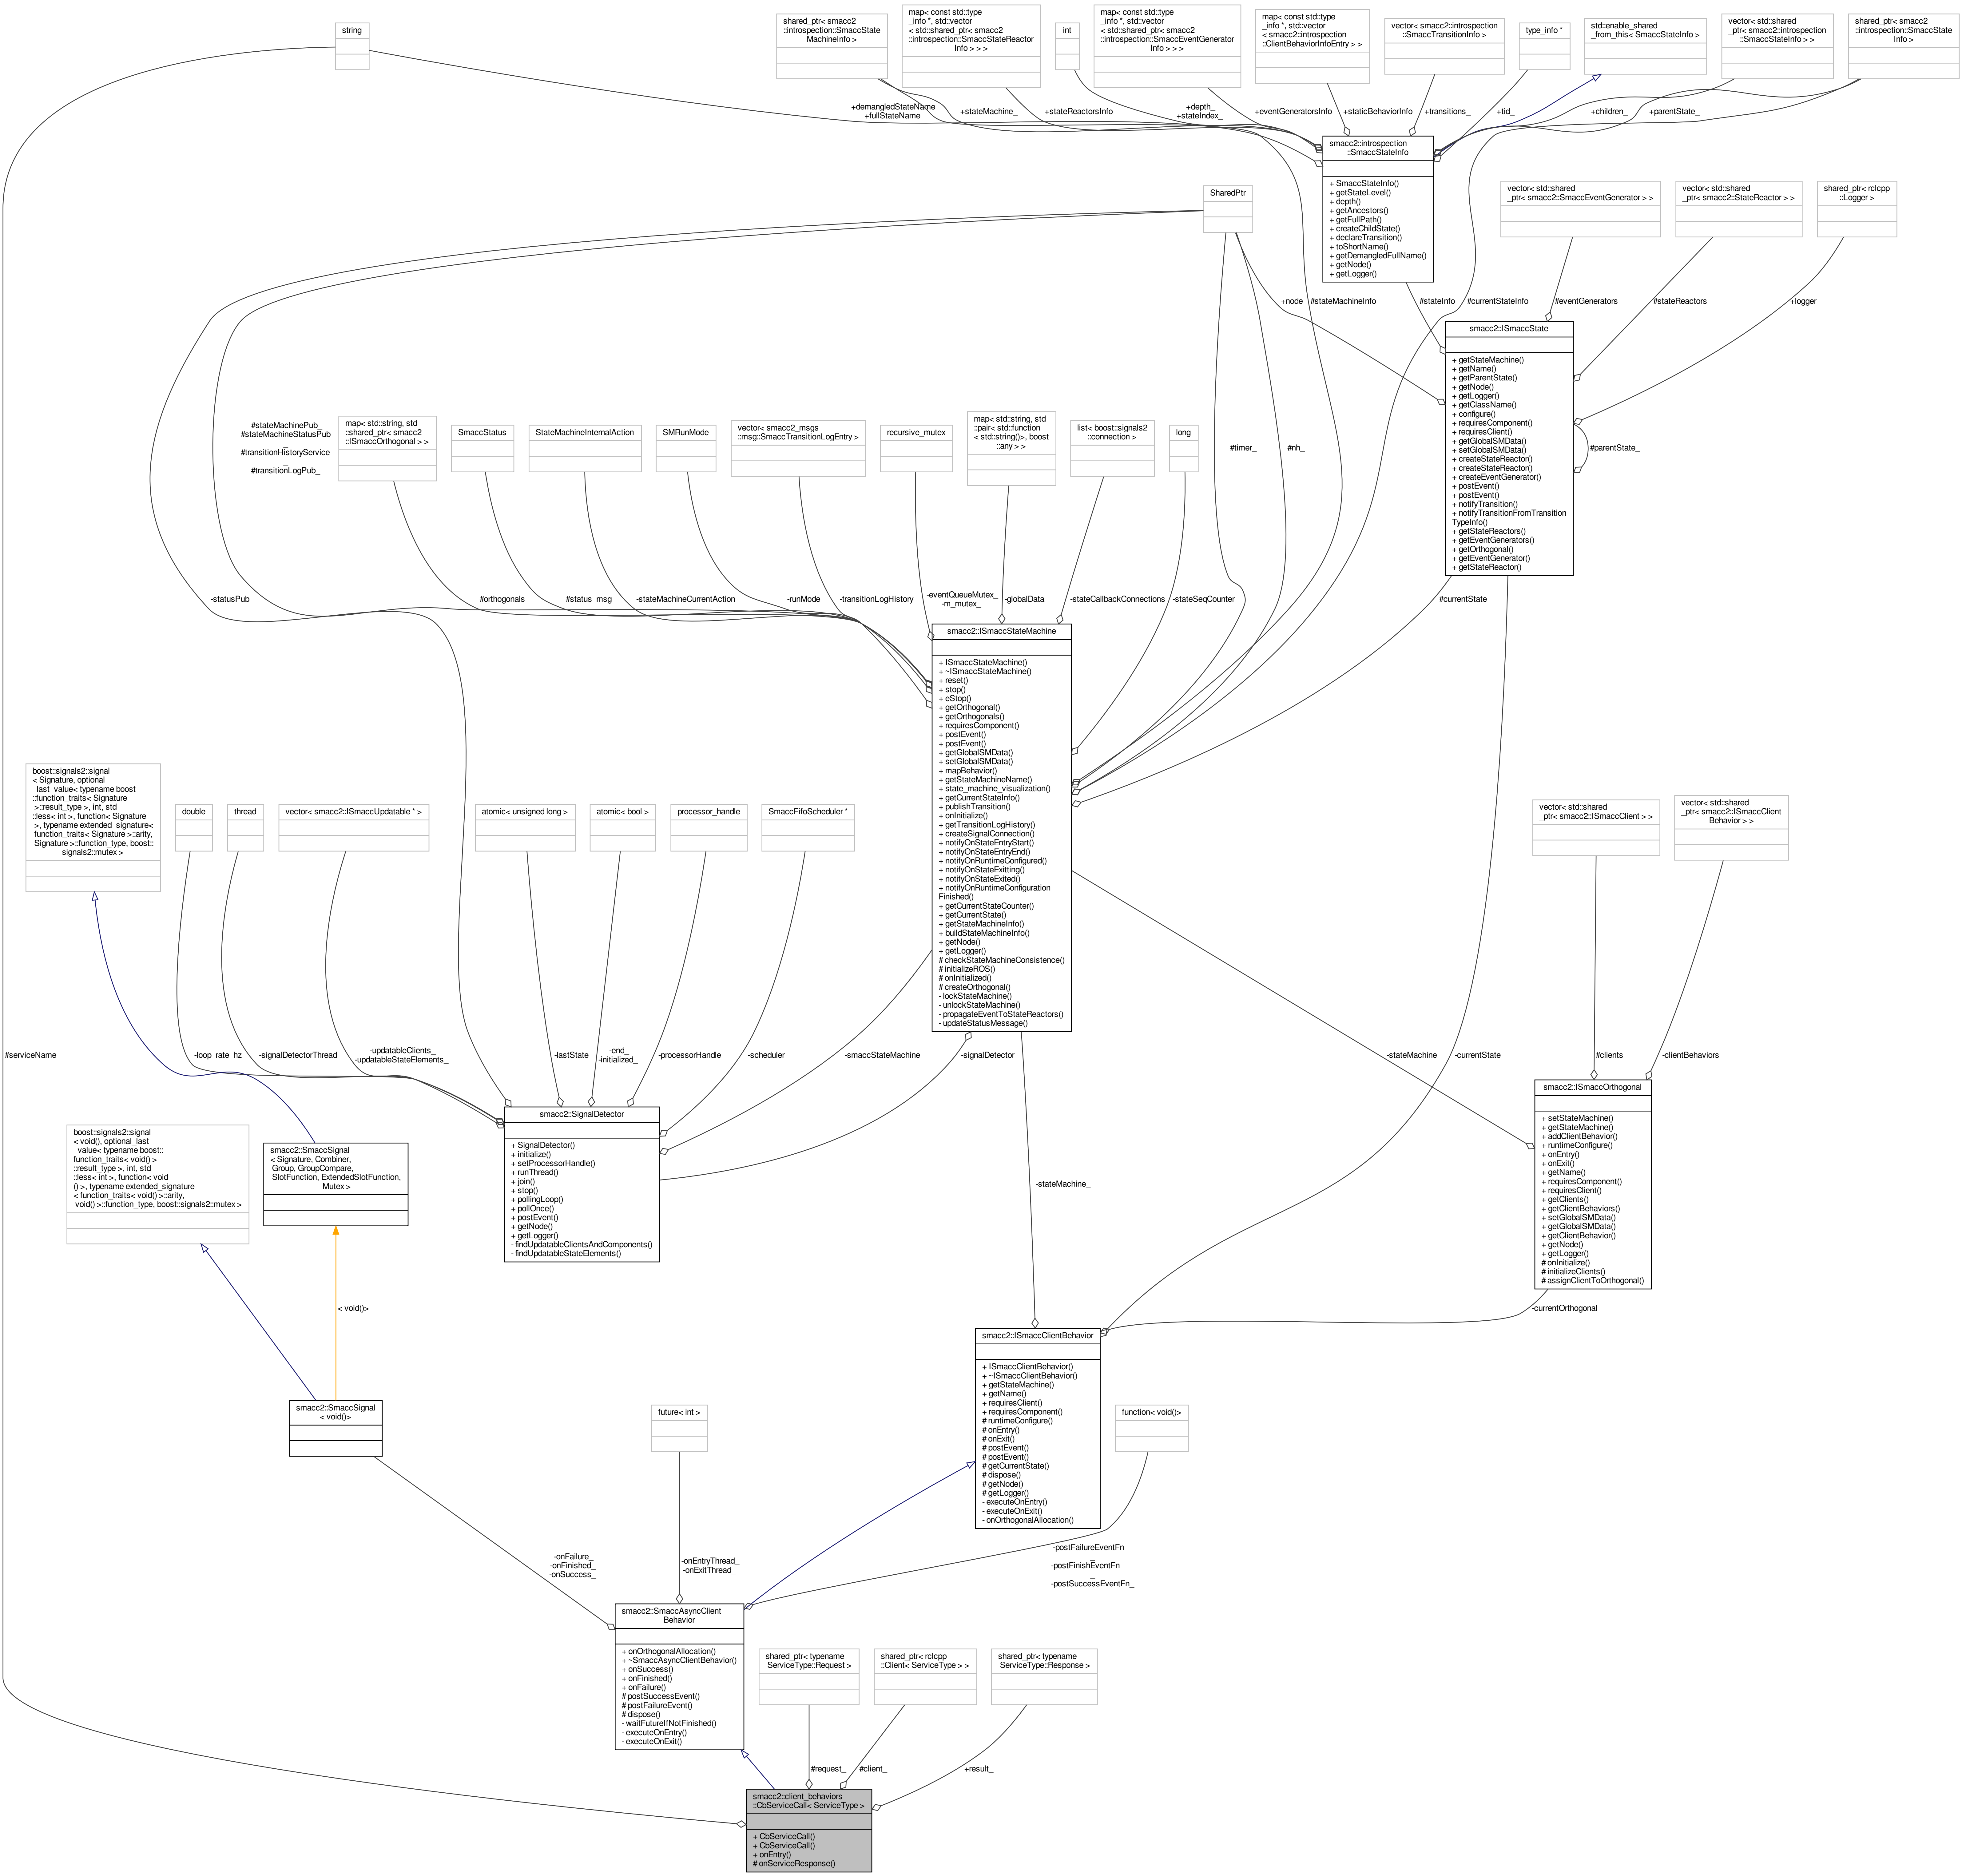 string
shared_ptr< smacc2
::introspection::SmaccState
MachineInfo >
map< const std::type
_info *, std::vector
< std::shared_ptr< smacc2
::introspection::SmaccStateReactor
Info > > >
int
map< const std::type
_info *, std::vector
< std::shared_ptr< smacc2
::introspection::SmaccEventGenerator
Info > > >
map< const std::type
_info *, std::vector
< smacc2::introspection
::ClientBehaviorInfoEntry > >
vector< smacc2::introspection
::SmaccTransitionInfo >
type_info *
std::enable_shared
_from_this< SmaccStateInfo >
vector< std::shared
_ptr< smacc2::introspection
::SmaccStateInfo > >
shared_ptr< smacc2
::introspection::SmaccState
Info >
+demangledStateName
+fullStateName
+stateMachine_
+stateReactorsInfo
+depth_
+stateIndex_
+eventGeneratorsInfo
+staticBehaviorInfo
+transitions_
+tid_
+children_
+parentState_
smacc2::introspection
::SmaccStateInfo
+ SmaccStateInfo()
+ getStateLevel()
+ depth()
+ getAncestors()
+ getFullPath()
+ createChildState()
+ declareTransition()
+ toShortName()
+ getDemangledFullName()
+ getNode()
+ getLogger()
SharedPtr
vector< std::shared
_ptr< smacc2::SmaccEventGenerator > >
vector< std::shared
_ptr< smacc2::StateReactor > >
shared_ptr< rclcpp
::Logger >
+node_
#stateMachineInfo_
#stateInfo_
#currentStateInfo_
#eventGenerators_
#stateReactors_
+logger_
smacc2::ISmaccState
+ getStateMachine()
+ getName()
+ getParentState()
+ getNode()
+ getLogger()
+ getClassName()
+ configure()
+ requiresComponent()
+ requiresClient()
+ getGlobalSMData()
+ setGlobalSMData()
+ createStateReactor()
+ createStateReactor()
+ createEventGenerator()
+ postEvent()
+ postEvent()
+ notifyTransition()
+ notifyTransitionFromTransition
TypeInfo()
+ getStateReactors()
+ getEventGenerators()
+ getOrthogonal()
+ getEventGenerator()
+ getStateReactor()
#parentState_
#stateMachinePub_
#stateMachineStatusPub
_
#transitionHistoryService
_
#transitionLogPub_
map< std::string, std
::shared_ptr< smacc2
::ISmaccOrthogonal > >
SmaccStatus
StateMachineInternalAction
SMRunMode
vector< smacc2_msgs
::msg::SmaccTransitionLogEntry >
recursive_mutex
map< std::string, std
::pair< std::function
< std::string()>, boost
::any > >
list< boost::signals2
::connection >
long
#timer_
#nh_
-statusPub_
#orthogonals_
#status_msg_
-stateMachineCurrentAction
-runMode_
-transitionLogHistory_
-eventQueueMutex_
-m_mutex_
-globalData_
-stateCallbackConnections
-stateSeqCounter_
#currentState_
smacc2::ISmaccStateMachine
+ ISmaccStateMachine()
+ ~ISmaccStateMachine()
+ reset()
+ stop()
+ eStop()
+ getOrthogonal()
+ getOrthogonals()
+ requiresComponent()
+ postEvent()
+ postEvent()
+ getGlobalSMData()
+ setGlobalSMData()
+ mapBehavior()
+ getStateMachineName()
+ state_machine_visualization()
+ getCurrentStateInfo()
+ publishTransition()
+ onInitialize()
+ getTransitionLogHistory()
+ createSignalConnection()
+ notifyOnStateEntryStart()
+ notifyOnStateEntryEnd()
+ notifyOnRuntimeConfigured()
+ notifyOnStateExitting()
+ notifyOnStateExited()
+ notifyOnRuntimeConfiguration
Finished()
+ getCurrentStateCounter()
+ getCurrentState()
+ getStateMachineInfo()
+ buildStateMachineInfo()
+ getNode()
+ getLogger()
# checkStateMachineConsistence()
# initializeROS()
# onInitialized()
# createOrthogonal()
- lockStateMachine()
- unlockStateMachine()
- propagateEventToStateReactors()
- updateStatusMessage()
boost::signals2::signal
< Signature, optional
_last_value< typename boost
::function_traits< Signature
>::result_type >, int, std
::less< int >, function< Signature
>, typename extended_signature<
function_traits< Signature >::arity,
Signature >::function_type, boost::
signals2::mutex >
double
thread
vector< smacc2::ISmaccUpdatable * >
atomic< unsigned long >
atomic< bool >
processor_handle
SmaccFifoScheduler *
vector< std::shared
_ptr< smacc2::ISmaccClient > >
vector< std::shared
_ptr< smacc2::ISmaccClient
Behavior > >
#serviceName_
-loop_rate_hz
-signalDetectorThread_
-updatableClients_
-updatableStateElements_
-lastState_
-end_
-initialized_
-processorHandle_
-scheduler_
-smaccStateMachine_
-signalDetector_
-stateMachine_
-currentState
#clients_
-clientBehaviors_
smacc2::SignalDetector
+ SignalDetector()
+ initialize()
+ setProcessorHandle()
+ runThread()
+ join()
+ stop()
+ pollingLoop()
+ pollOnce()
+ postEvent()
+ getNode()
+ getLogger()
- findUpdatableClientsAndComponents()
- findUpdatableStateElements()
smacc2::ISmaccOrthogonal
+ setStateMachine()
+ getStateMachine()
+ addClientBehavior()
+ runtimeConfigure()
+ onEntry()
+ onExit()
+ getName()
+ requiresComponent()
+ requiresClient()
+ getClients()
+ getClientBehaviors()
+ setGlobalSMData()
+ getGlobalSMData()
+ getClientBehavior()
+ getNode()
+ getLogger()
# onInitialize()
# initializeClients()
# assignClientToOrthogonal()
boost::signals2::signal
< void(), optional_last
_value< typename boost::
function_traits< void()
::result_type >, int, std
::less< int >, function< void
() >, typename extended_signature
< function_traits< void() >::arity,
void() >::function_type, boost::signals2::mutex >
smacc2::SmaccSignal
< Signature, Combiner,
Group, GroupCompare,
SlotFunction, ExtendedSlotFunction,
Mutex >
-stateMachine_
< void()>
-currentOrthogonal
smacc2::ISmaccClientBehavior
+ ISmaccClientBehavior()
+ ~ISmaccClientBehavior()
+ getStateMachine()
+ getName()
+ requiresClient()
+ requiresComponent()
# runtimeConfigure()
# onEntry()
# onExit()
# postEvent()
# postEvent()
# getCurrentState()
# dispose()
# getNode()
# getLogger()
- executeOnEntry()
- executeOnExit()
- onOrthogonalAllocation()
smacc2::SmaccSignal
< void()>
future< int >
function< void()>
-onFailure_
-onFinished_
-onSuccess_
-onEntryThread_
-onExitThread_
-postFailureEventFn
_
-postFinishEventFn
_
-postSuccessEventFn_
smacc2::SmaccAsyncClient
Behavior
+ onOrthogonalAllocation()
+ ~SmaccAsyncClientBehavior()
+ onSuccess()
+ onFinished()
+ onFailure()
# postSuccessEvent()
# postFailureEvent()
# dispose()
- waitFutureIfNotFinished()
- executeOnEntry()
- executeOnExit()
shared_ptr< typename
ServiceType::Request >
shared_ptr< rclcpp
::Client< ServiceType > >
shared_ptr< typename
ServiceType::Response >
#request_
#client_
+result_
smacc2::client_behaviors
::CbServiceCall< ServiceType >
+ CbServiceCall()
+ CbServiceCall()
+ onEntry()
# onServiceResponse()